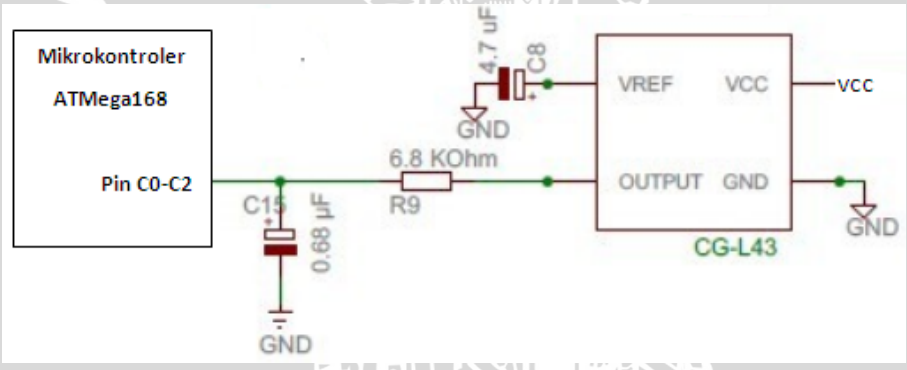 Mikrokontroler
ATMega168
Pin C0-C2
4.7 uF
C8
GND
6.8 KOhm
R9
C15
0.68 µF
GND
VREF
VCC
VCC
OUTPUT
GND
GND
CG-L43